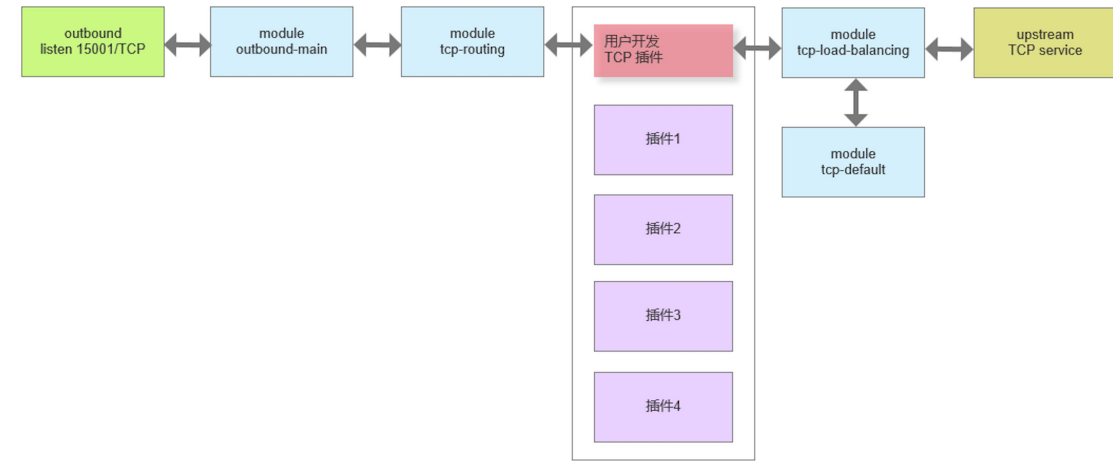 outbound
listen 15001/TCP
module
outbound-main
module
tcp-routing
用户开发
TCP 插件
插件1
插件2
插件3
插件4
module
tcp-load-balancing
module
tcp-default
upstream
TCP service